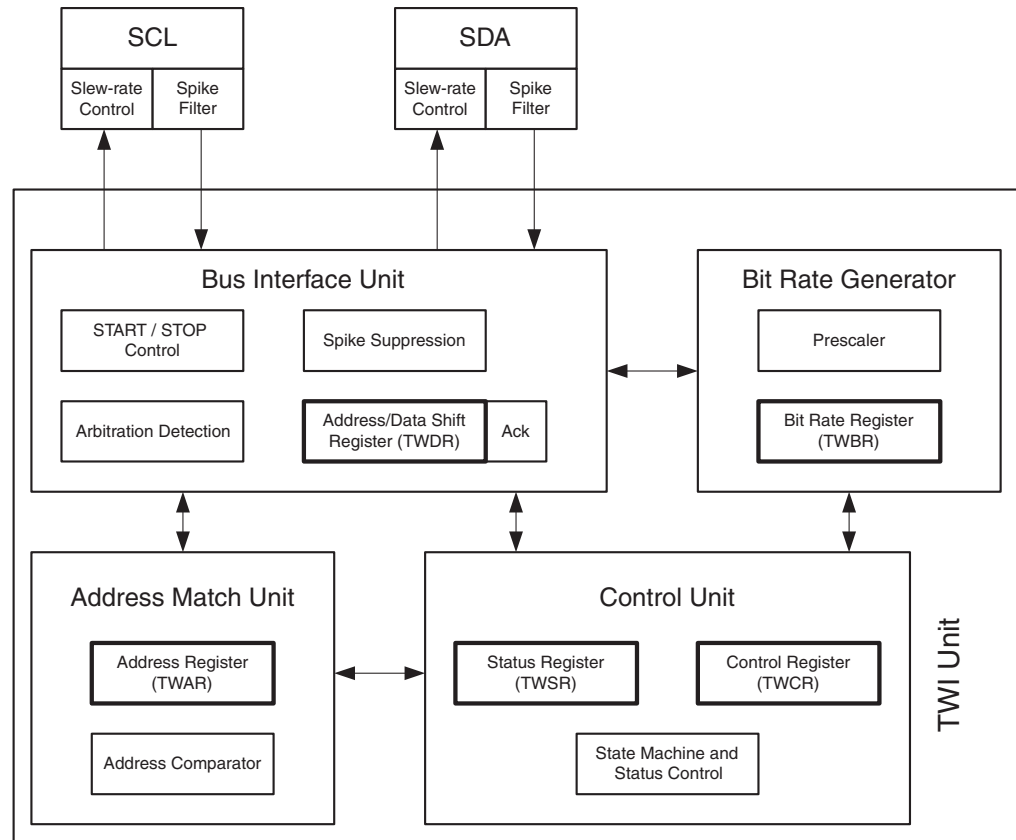 SCL
Slew-rate
Control
Spike
Filter
SDA
Slew-rate
Control
Spike
Filter
Bus Interface Unit
START / STOP
Control
Spike Suppression
Arbitration Detection
Address/Data Shift
Register (TWDR)
Ack
Bit Rate Generator
Prescaler
Bit Rate Register
(TWBR)
Address Match Unit
Address Register
(TWAR)
Address Comparator
Control Unit
Status Register
(TWSR)
Control Register
(TWCR)
State Machine and
Status Control
TWI Unit